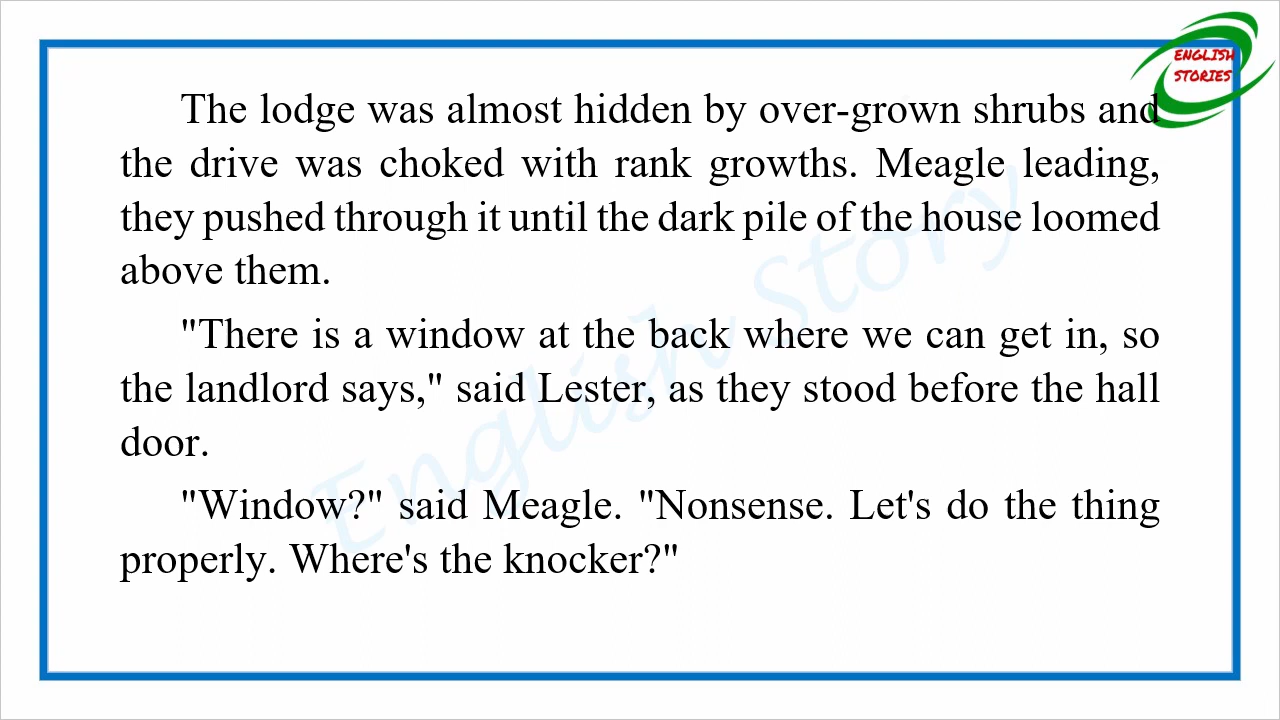 ENGLISH
STORIES
The lodge was almost hidden by over-grown shrubs and
the drive was choked with rank growths. Meagle leading,
they pushed through it until the dark pile of the house loomed
above them.
"There is a window at the back where we can get in, so
the landlord says," said Lester, as they stood before the hall
door.
"Window?" said Meagle. "Nonsense. Let's do the thing
properly. Where's the knocker?"
English Story